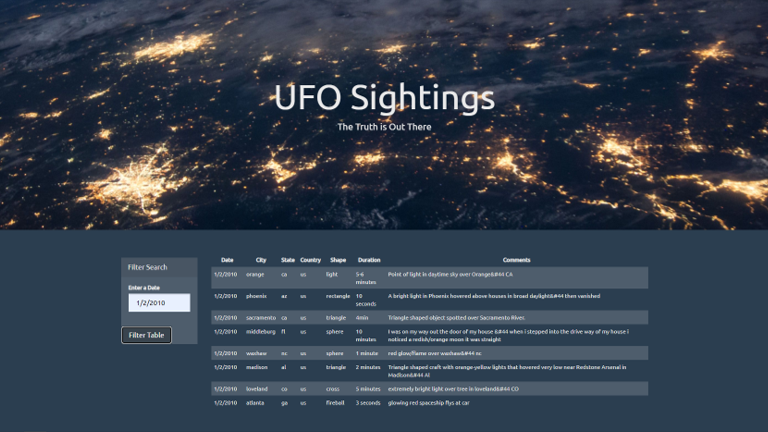 UFO Sightings
The Truth is Out There
Filter Search
Enter a Date
1/2/2010
Filter Table
Date City State Country Shape Duration Comments
1/2/2010 orange ca us light 5-6 minutes Point of light in daytime sky over Orange&#44 CA
1/2/2010 phoenix az us rectangle 10 seconds A bright light in Phoenix hovered above houses in broad daylight&#44 then vanished
1/2/2010 sacramento ca us triangle 4min Triangle shaped object spotted over Sacramento River.
1/2/2010 middleburg fl us sphere 10 minutes I was on my way out the door of my house &#44 when i stepped into the drive way of my house i
noticed a redish/orange moon it was straight
1/2/2010 waxhaw nc us sphere 1 minute red glow/flame over waxhaw&#44 nc
1/2/2010 madison al us triangle 2 minutes Triangle shaped craft with orange-yellow lights that hovered very low near Redstone Arsenal in
Madison&#44 Al
1/2/2010 loveland co us cross 5 minutes extremely bright light over tree in loveland&#44 CO
1/2/2010 atlanta ga us fireball 3 seconds glowing red spaceship flys at car